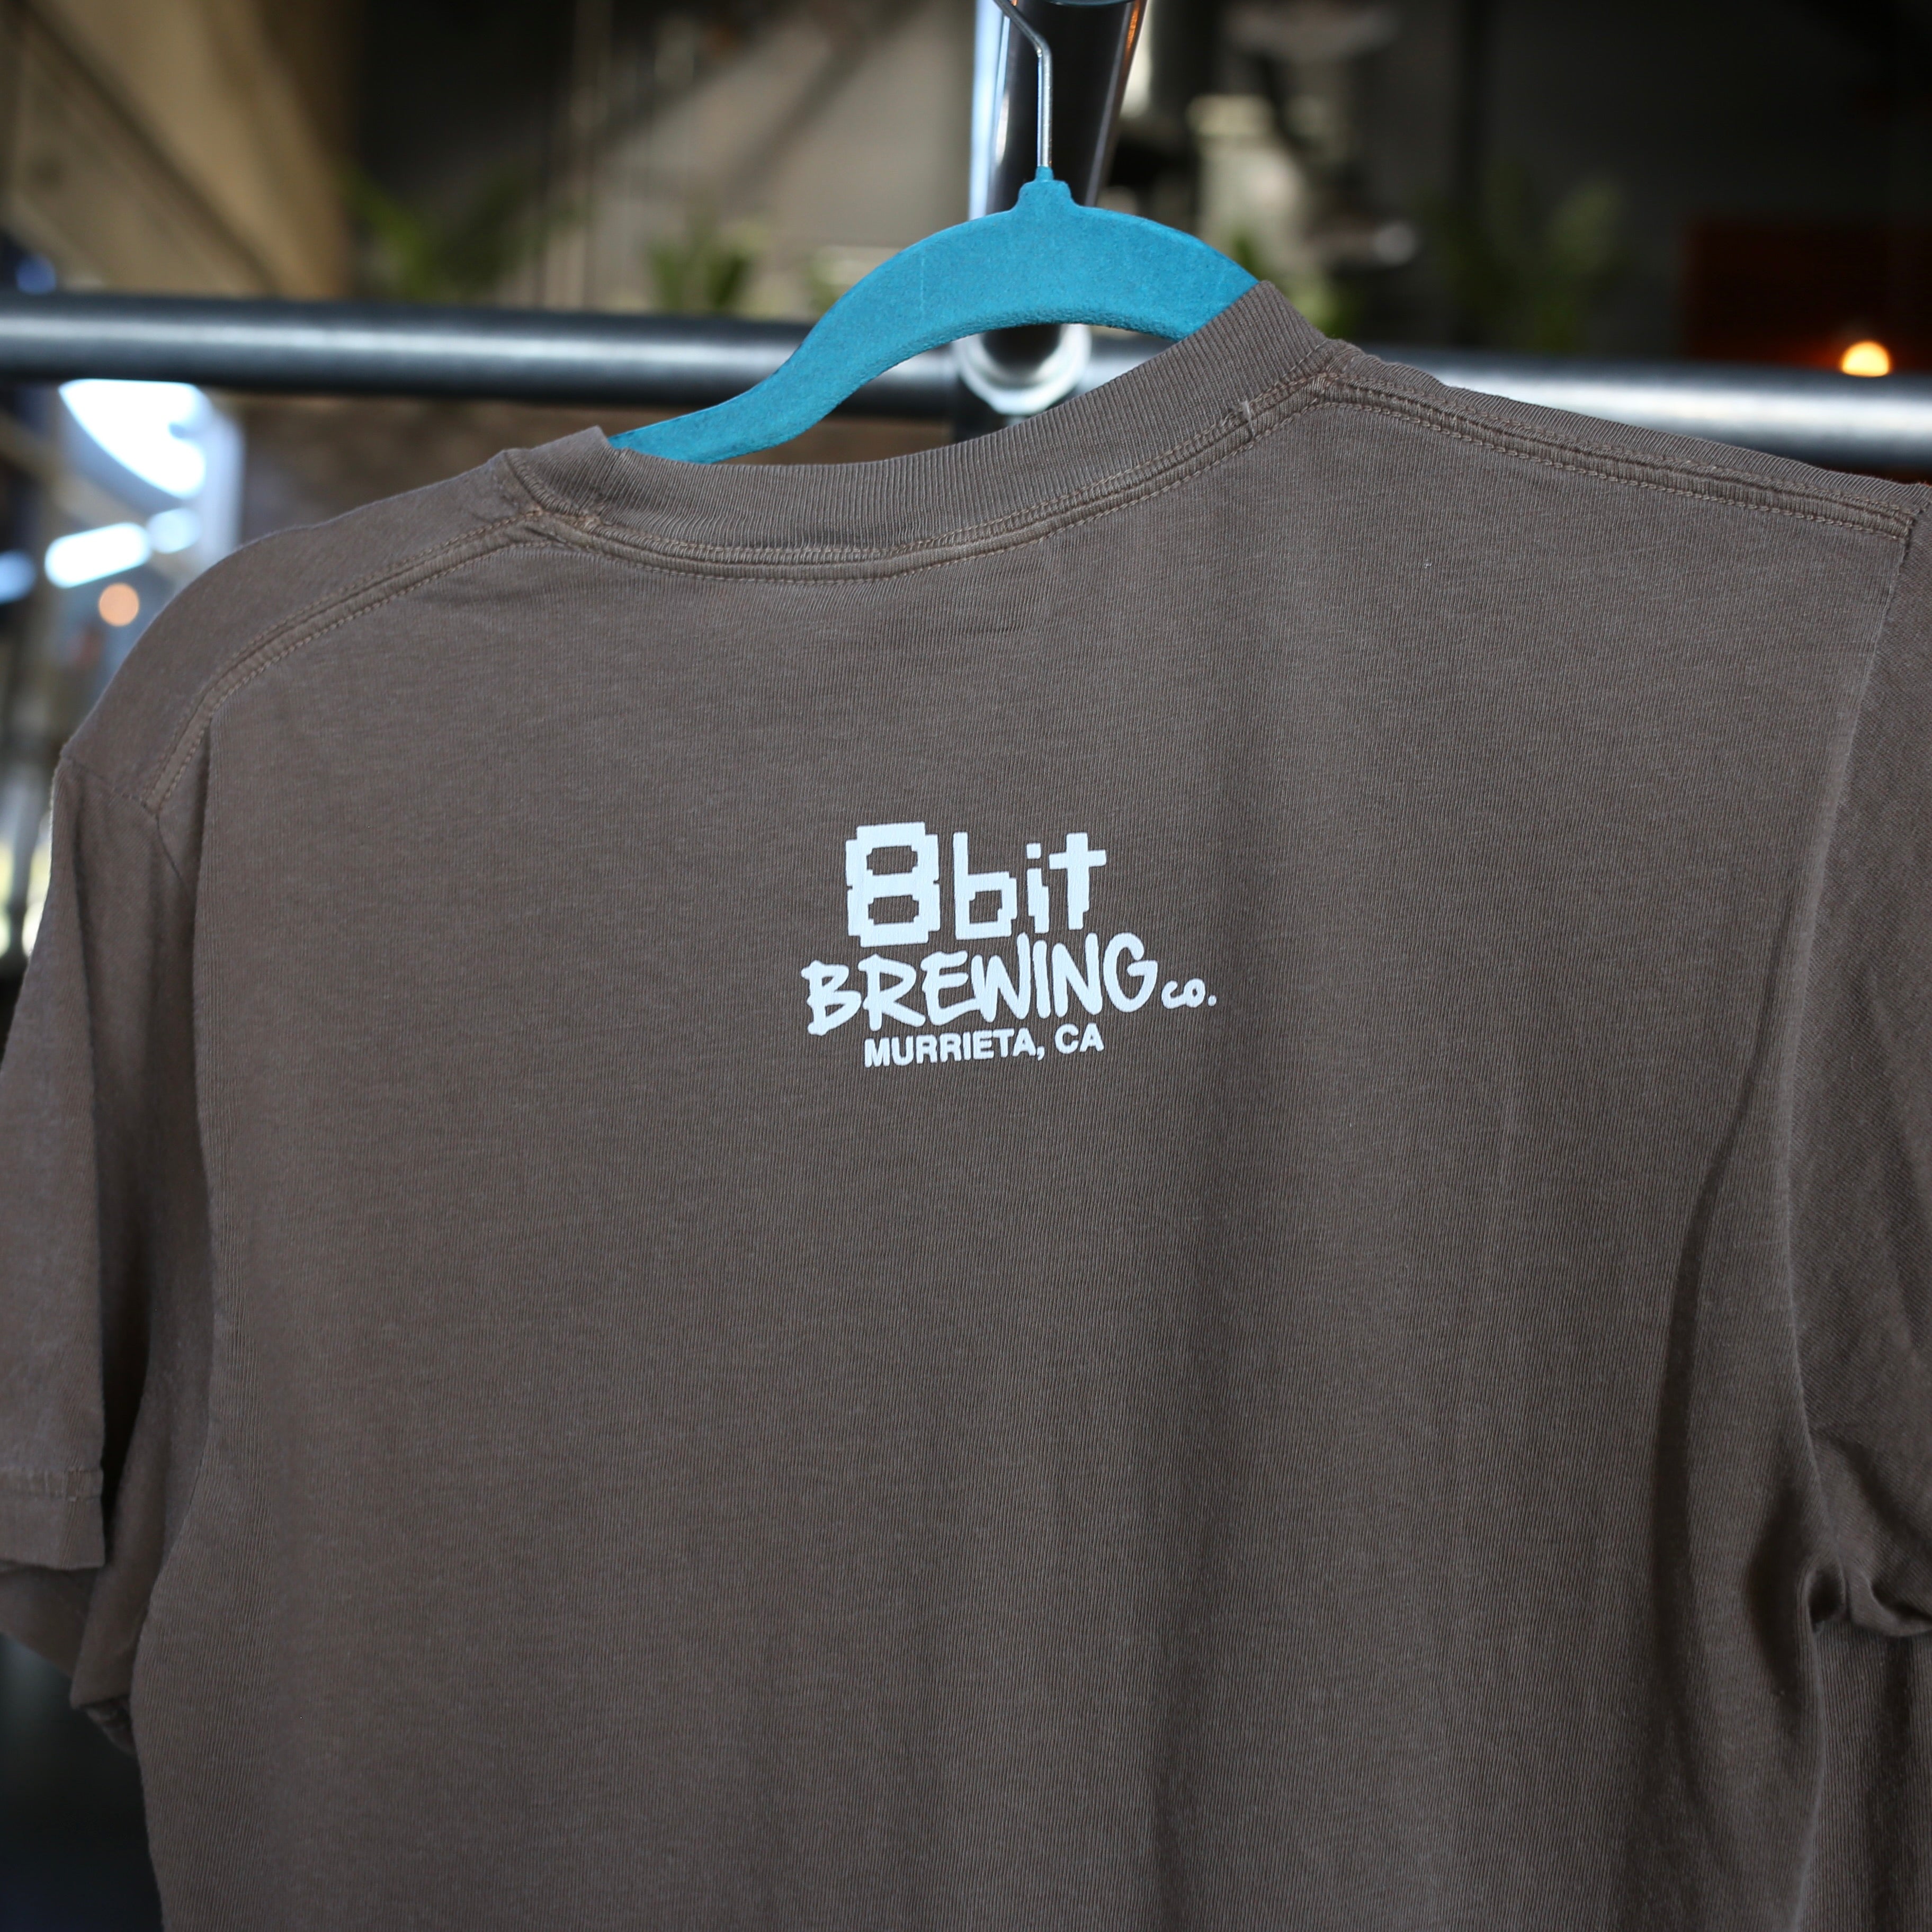 8bit
BREWING co.
MURRIETA, CA